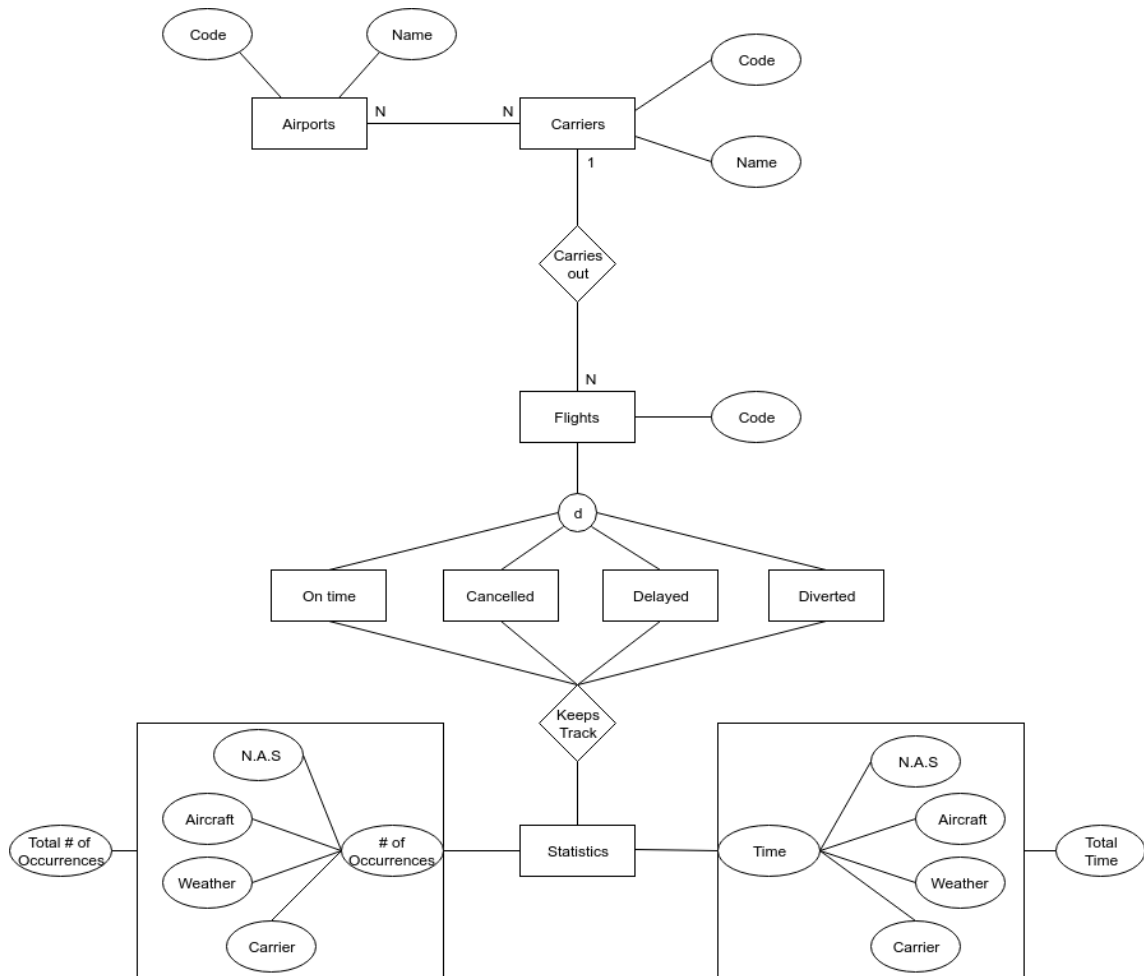 Code
Name
Code
Airports
N
N
Carriers
1
Name
Carries
out
N
Flights
Code
d
On time
Cancelled
Delayed
Diverted
Keeps
Track
N.A.S
N.A.S
Aircraft
Aircraft
Total # of
Occurrences
# of
Occurrences
Statistics
Time
Total
Time
Weather
Weather
Carrier
Carrier